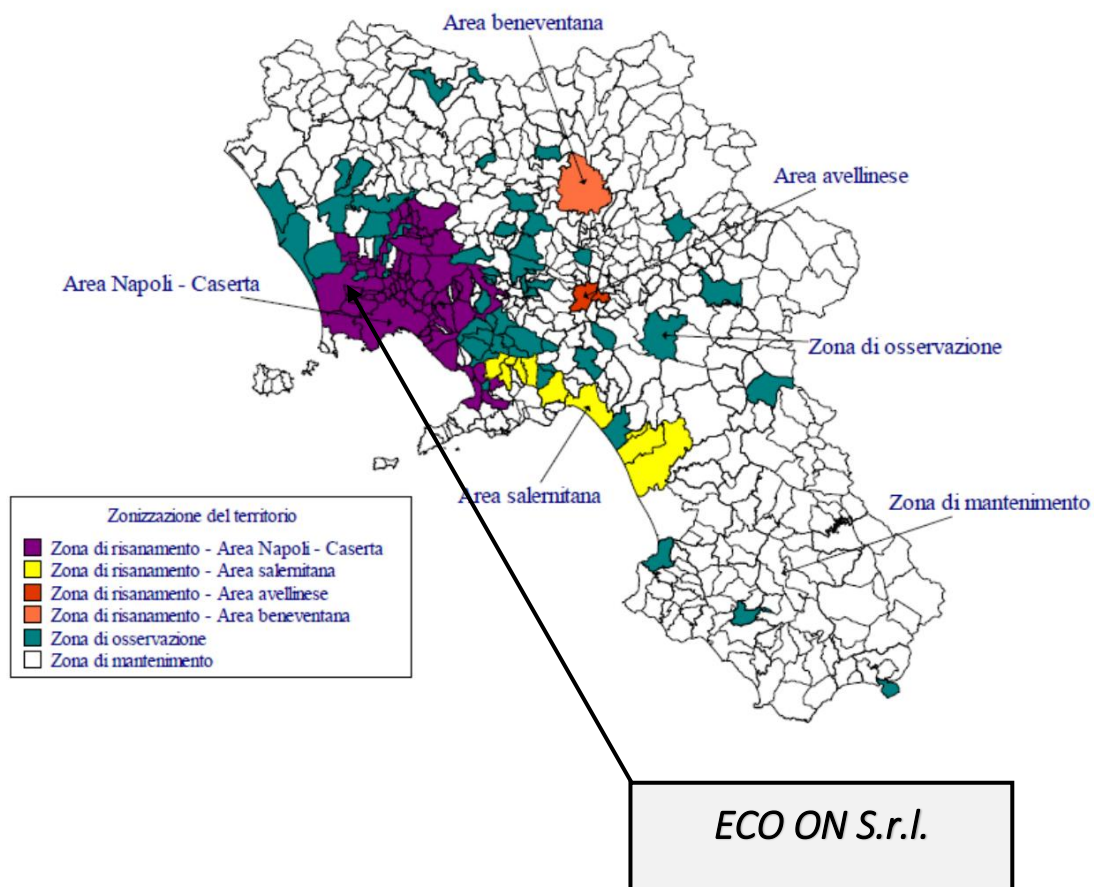 Area beneventana
Area avellinese
Area Napoli - Caserta
Zona di osservazione
Area salernitana
Zona di mantenimento
Zonizzazione del territorio
Zona di risanamento - Area Napoli - Caserta
Zona di risanamento - Area salernitana
Zona di risanamento - Area avellinese
Zona di risanamento - Area beneventana
Zona di osservazione
Zona di mantenimento
ECO ON S.r.l.